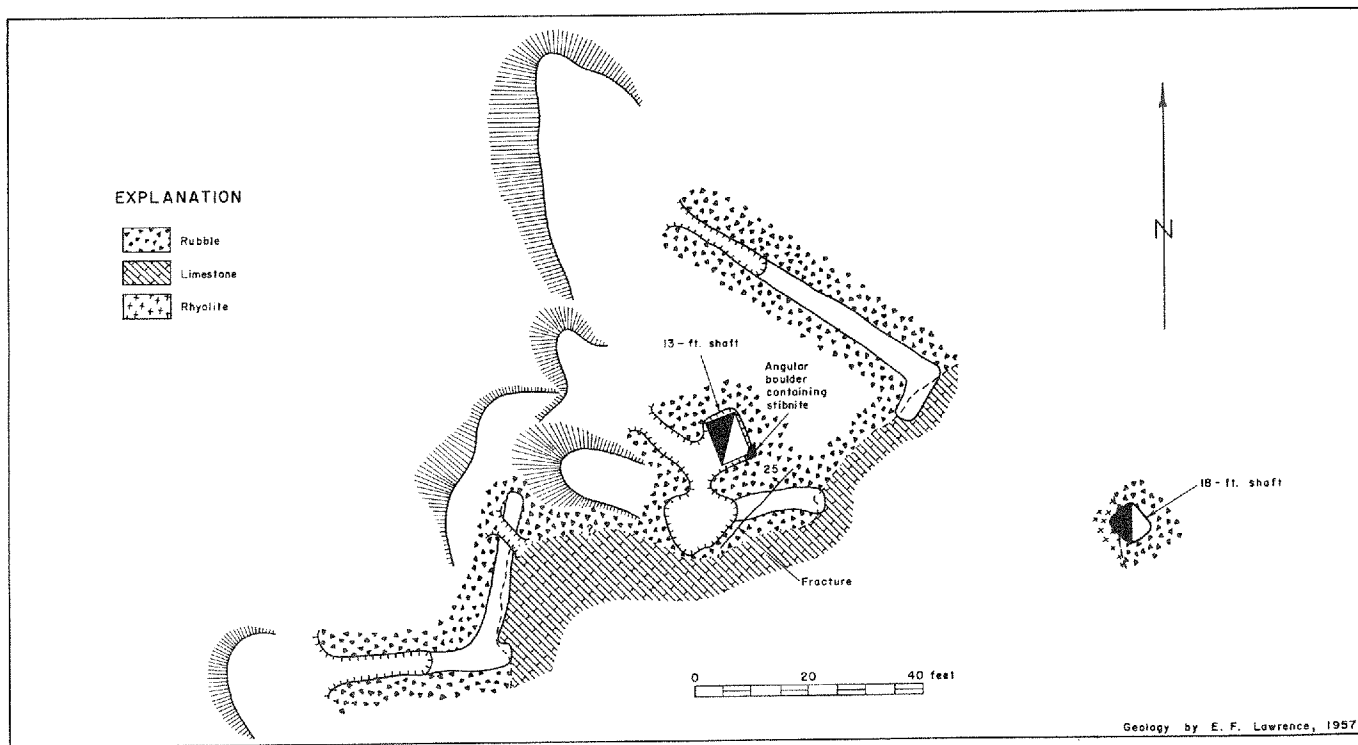 EXPLANATION
Rubble
Limestone
Rhyolite
N
13-ft. shaft
Angular
boulder
containing
stibnite
25
18-ft. shaft
?
Fracture
0 20 40 feet
Geology by E. F. Lawrence, 1957